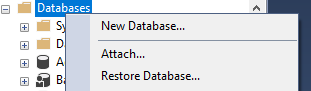 Databases
New Database...
Attach...
Restore Database...